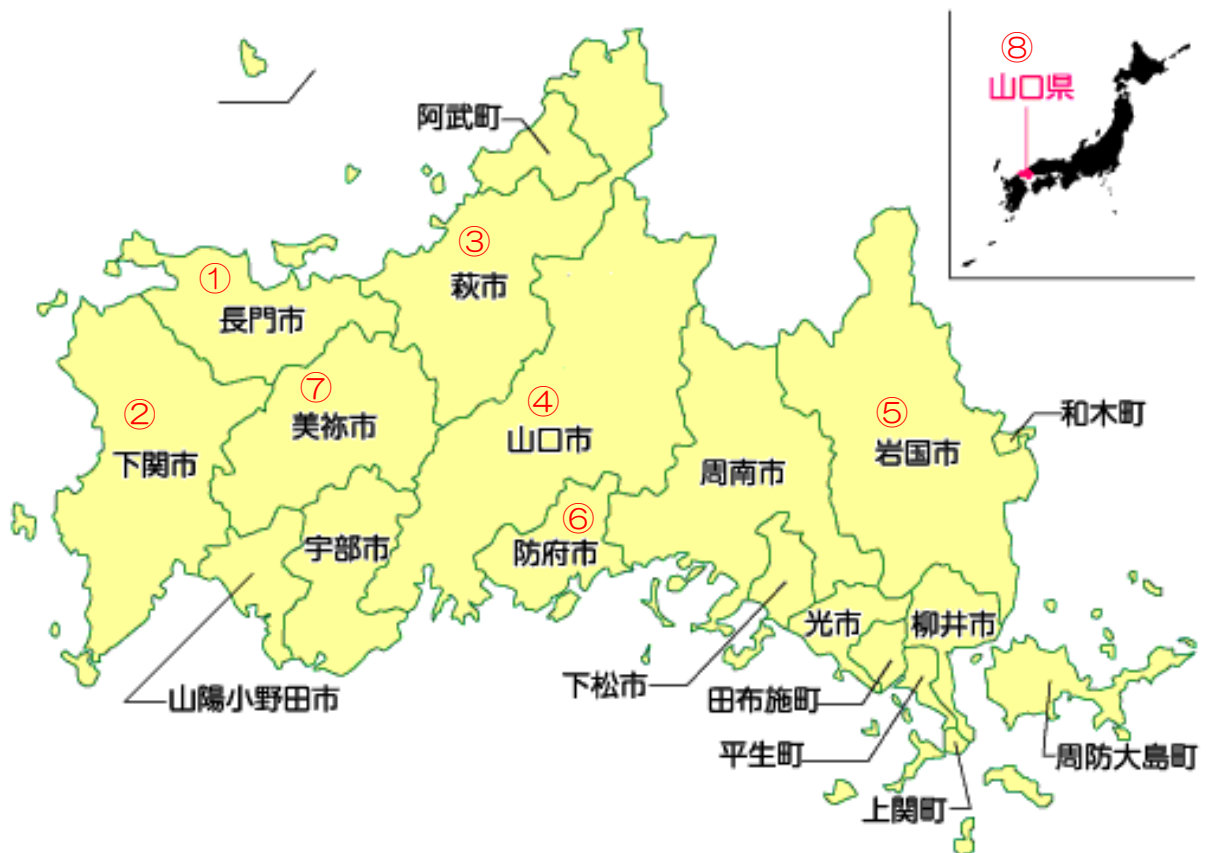 ⑧
山口県
阿武町
③
萩市
①
長門市
⑦
美祢市
②
下関市
④
山口市
⑤
岩国市
和木町
周南市
⑥
防府市
宇部市
光市
柳井市
下松市
山陽小野田市
田布施町
平生町
周防大島町
上関町